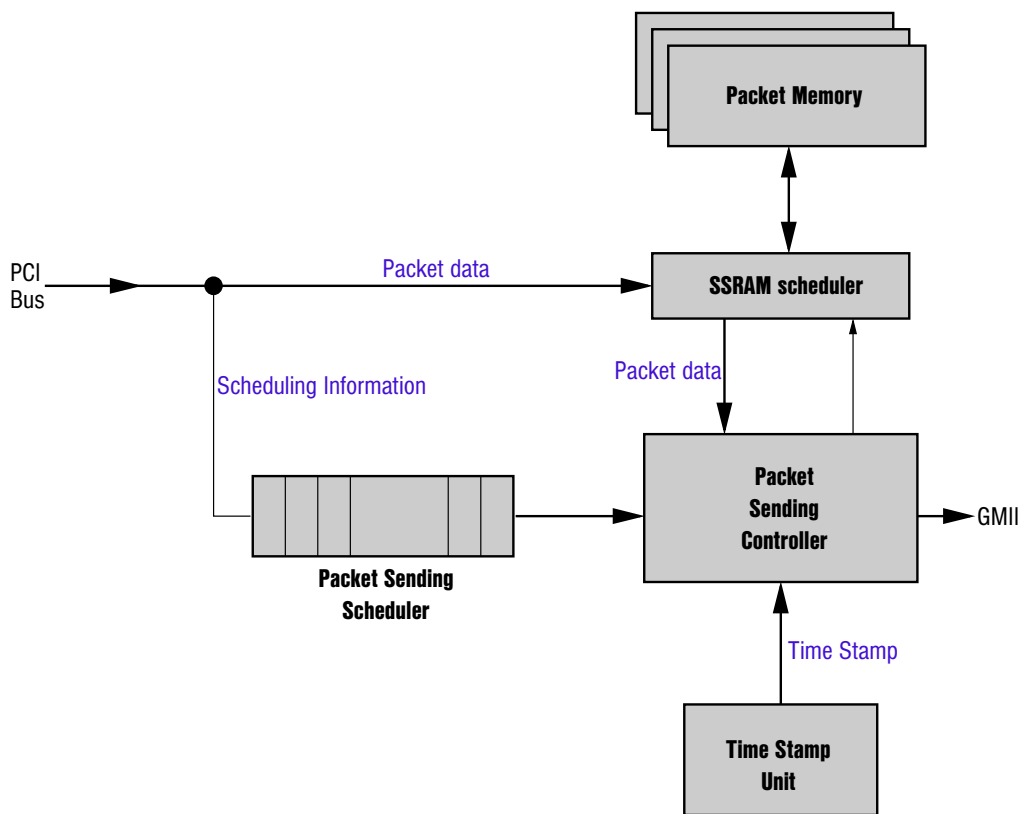 Packet Memory
PCI
Bus
Packet data
SSRAM scheduler
Packet data
Scheduling Information
Packet
Sending
Controller
GMII
Packet Sending
Scheduler
Time Stamp
Time Stamp
Unit